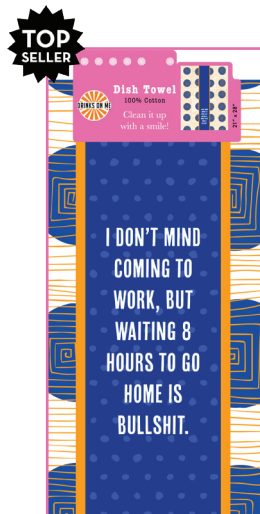 TOP
SELLER
DRINKS ON ME
Dish Towel
100% Cotton
Clean it up
with a smile!
21" x 28"
I DON'T MIND
COMING TO
WORK, BUT
WAITING 8
HOURS TO GO
HOME IS
BULLSHIT.